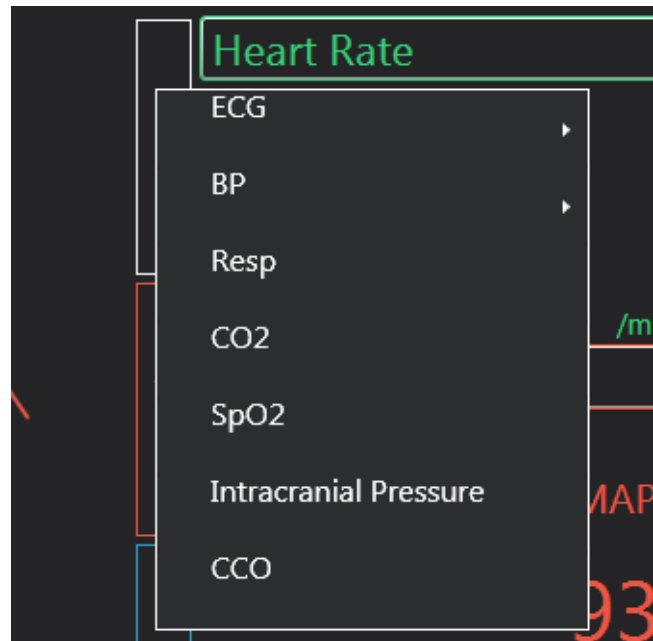 Heart Rate
ECG
BP
Resp
CO2
/m
SpO2
Intracranial Pressure
MAP
CCO
93